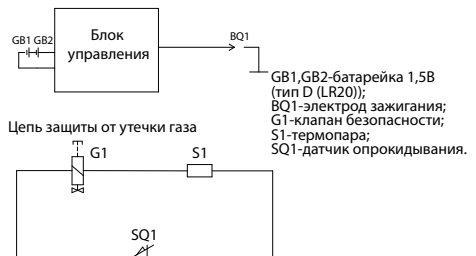 Блок
управления
GB1 GB2
BQ1
GB1,GB2-батарейка 1,5В
(тип D (LR20));
BQ1-электрод зажигания;
G1-клапан безопасности;
S1-термопара;
SQ1-датчик опрокидывания.
Цепь защиты от утечки газа
G1
S1
SQ1